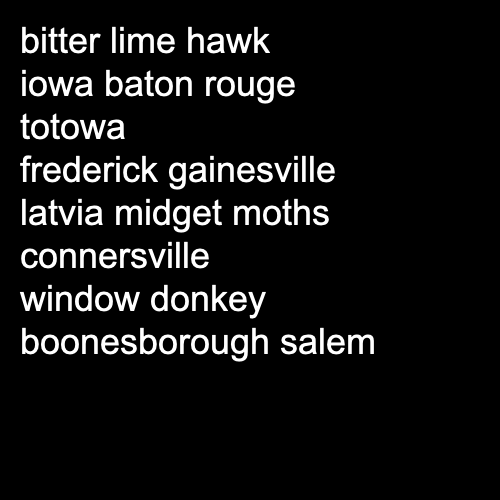 bitter lime hawk
iowa baton rouge
totowa
frederick gainesville
latvia midget moths
connersville
window donkey
boonesborough salem